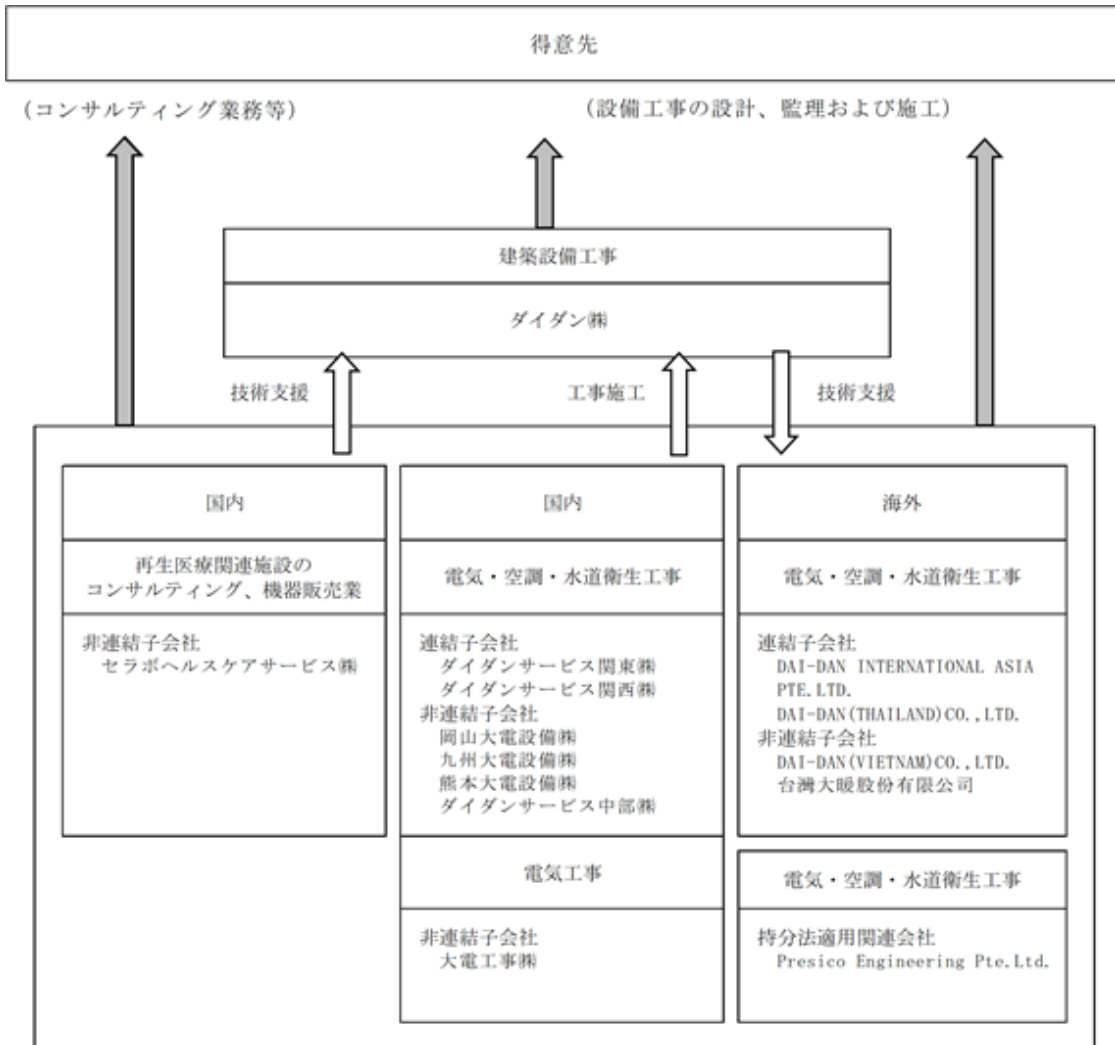 得意先
(コンサルティング業務等)
(設備工事の設計、監理および施工)
建築設備工事
ダイダン㈱
技術支援
工事施工
技術支援
国内
再生医療関連施設の
コンサルティング、機器販売業
非連結子会社
セラボヘルスケアサービス㈱
国内
電気・空調・水道衛生工事
連結子会社
ダイダンサービス関東㈱
ダイダンサービス関西㈱
非連結子会社
岡山大電設備㈱
九州大電設備㈱
熊本大電設備㈱
ダイダンサービス中部㈱
電気工事
非連結子会社
大電工事㈱
海外
電気・空調・水道衛生工事
連結子会社
DAI-DAN INTERNATIONAL ASIA
PTE.LTD.
DAI-DAN(THAILAND)CO.,LTD.
非連結子会社
DAI-DAN(VIETNAM)CO.,LTD.
台灣大暖股份有限公司
電気・空調・水道衛生工事
持分法適用関連会社
Presico Engineering Pte.Ltd.